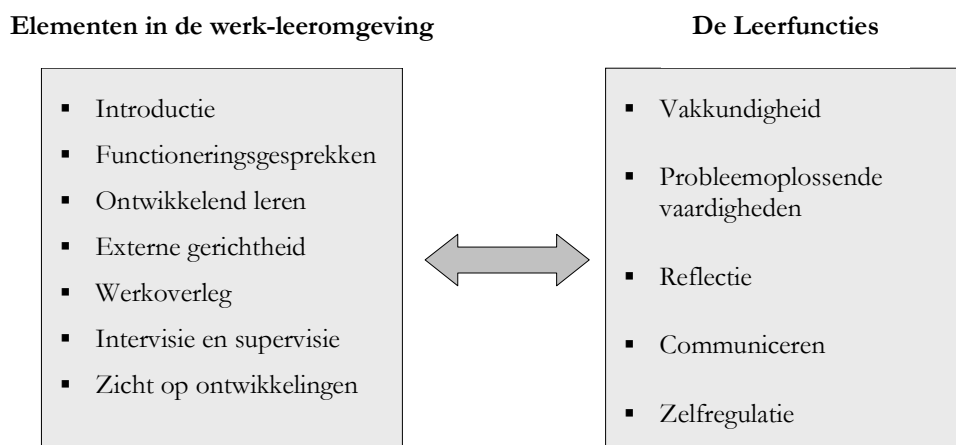 Elementen in de werk-leeromgeving
▪ Introductie
▪ Functioneringsgesprekken
▪ Ontwikkelend leren
▪ Externe gerichtheid
▪ Werkoverleg
▪ Intervisie en supervisie
▪ Zicht op ontwikkelingen
De Leerfuncties
▪ Vakkundigheid
▪ Probleemoplossende
vaardigheden
▪ Reflectie
▪ Communiceren
▪ Zelfregulatie